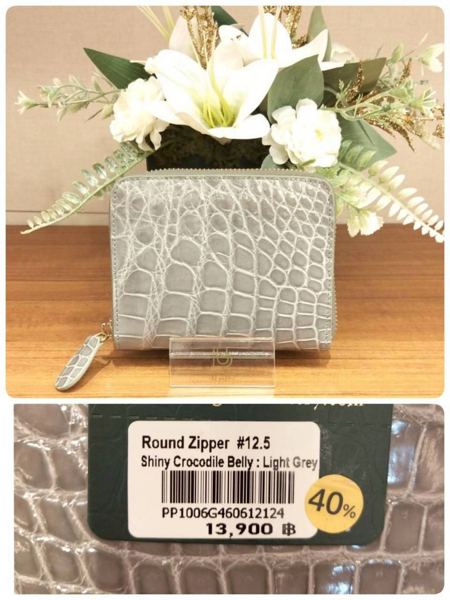 Round Zipper #12.5
Shiny Crocodile Belly : Light Grey
PP1006G460612124
13,900 ฿
40%